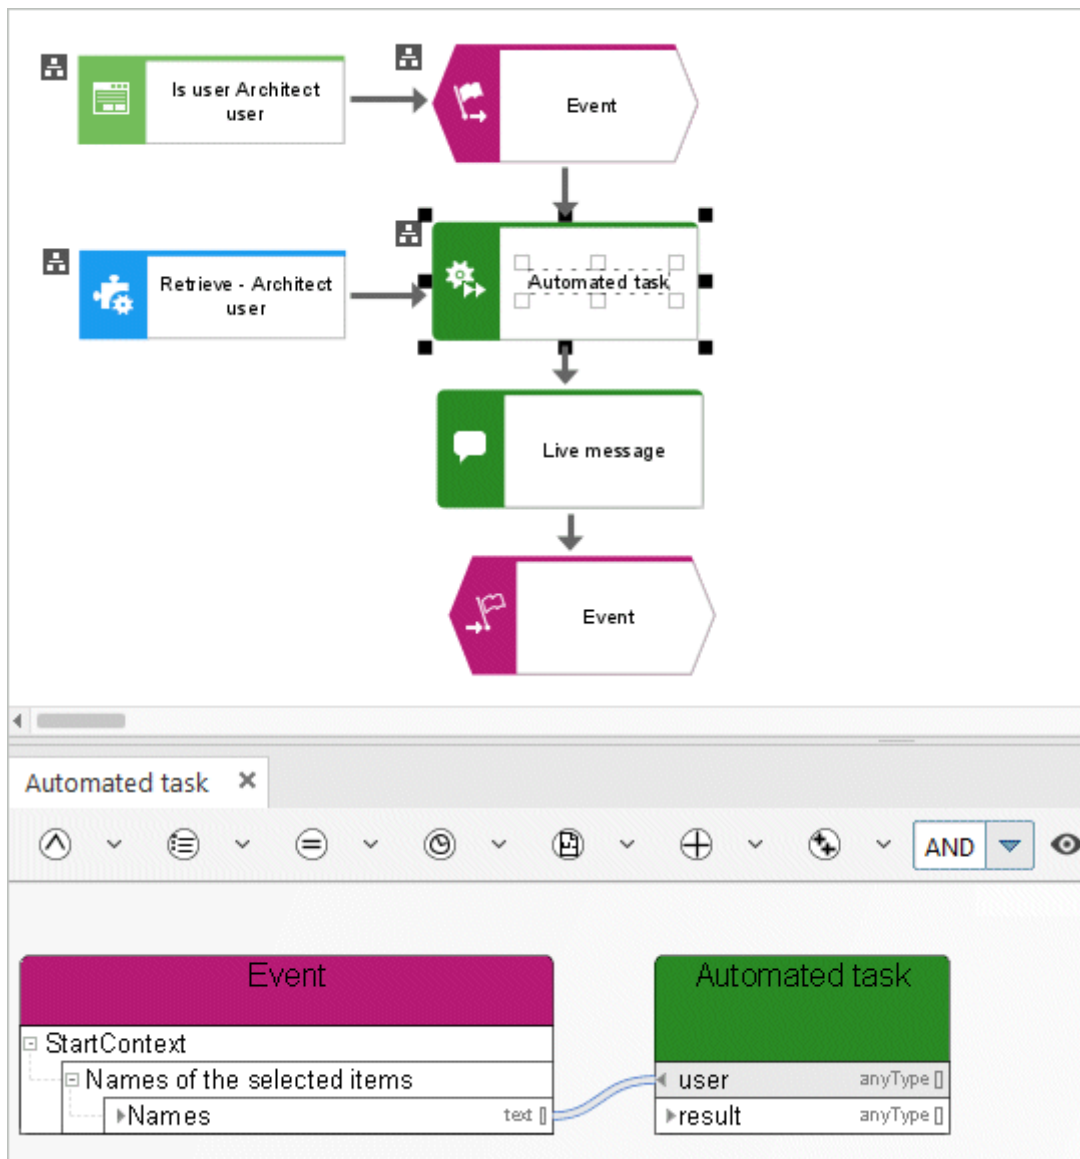 Is user Architect
user
Event
Retrieve - Architect
user
Automated task
Live message
Event
Automated task
AND
Event
StartContext
Names of the selected items
Names text []
Automated task
user anyType []
result anyType []